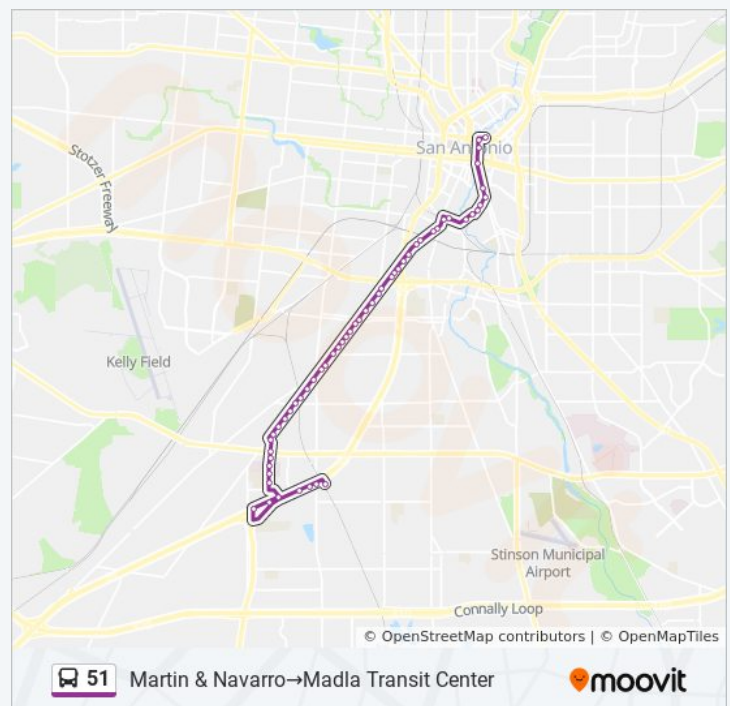 San Antonio
Stotzer Freeway
Kelly Field
Stinson Municipal
Airport
Connally Loop
© OpenStreetMap contributors | © OpenMapTiles
51 Martin & Navarro→Madla Transit Center
moovit